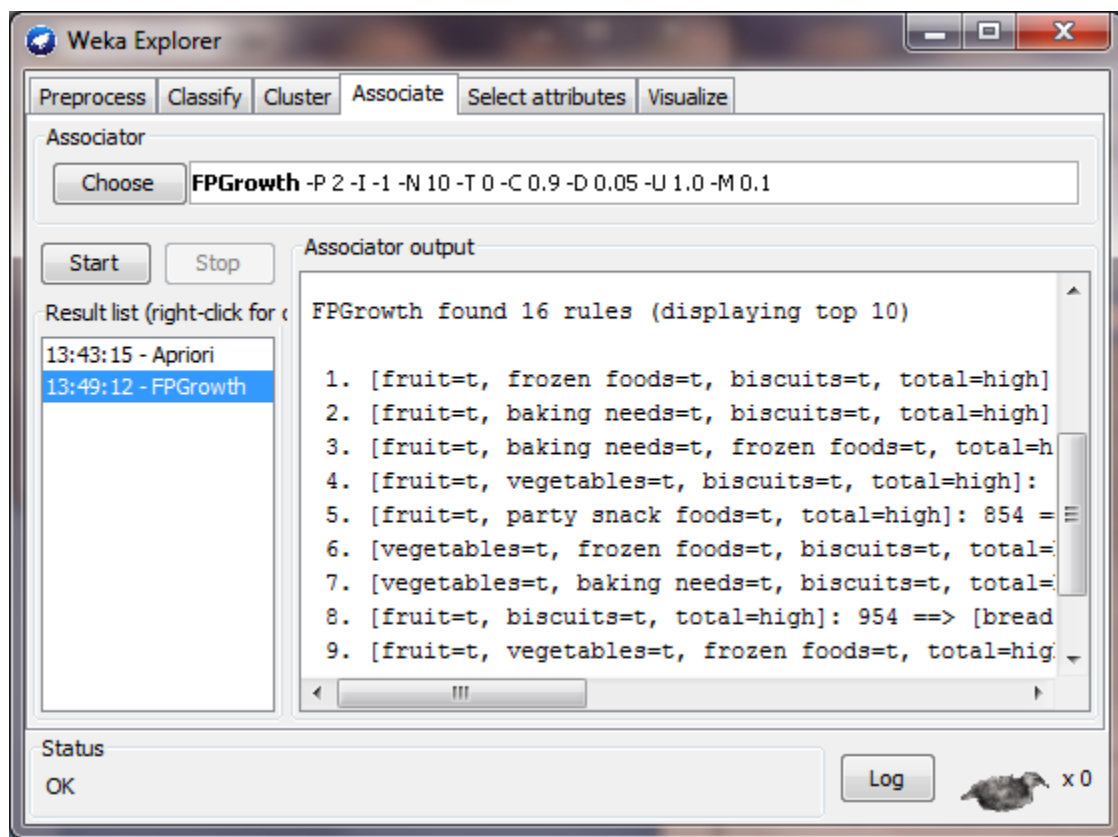 Weka Explorer
Preprocess Classify Cluster Associate Select attributes Visualize
Associator
Choose FPGrowth -P 2 -I -1 -N 10 -T 0 -C 0.9 -D 0.05 -U 1.0 -M 0.1
Start Stop
Result list (right-click for
13:43:15 - Apriori
13:49:12 - FPGrowth
Associator output
FPGrowth found 16 rules (displaying top 10)
1. [fruit=t, frozen foods=t, biscuits=t, total=high]
2. [fruit=t, baking needs=t, biscuits=t, total=high]
3. [fruit=t, baking needs=t, frozen foods=t, total=h
4. [fruit=t, vegetables=t, biscuits=t, total=high]:
5. [fruit=t, party snack foods=t, total=high]: 854 =
6. [vegetables=t, frozen foods=t, biscuits=t, total=
7. [vegetables=t, baking needs=t, biscuits=t, total=
8. [fruit=t, biscuits=t, total=high]: 954 ==> [bread
9. [fruit=t, vegetables=t, frozen foods=t, total=hig
Status
OK
Log
x 0